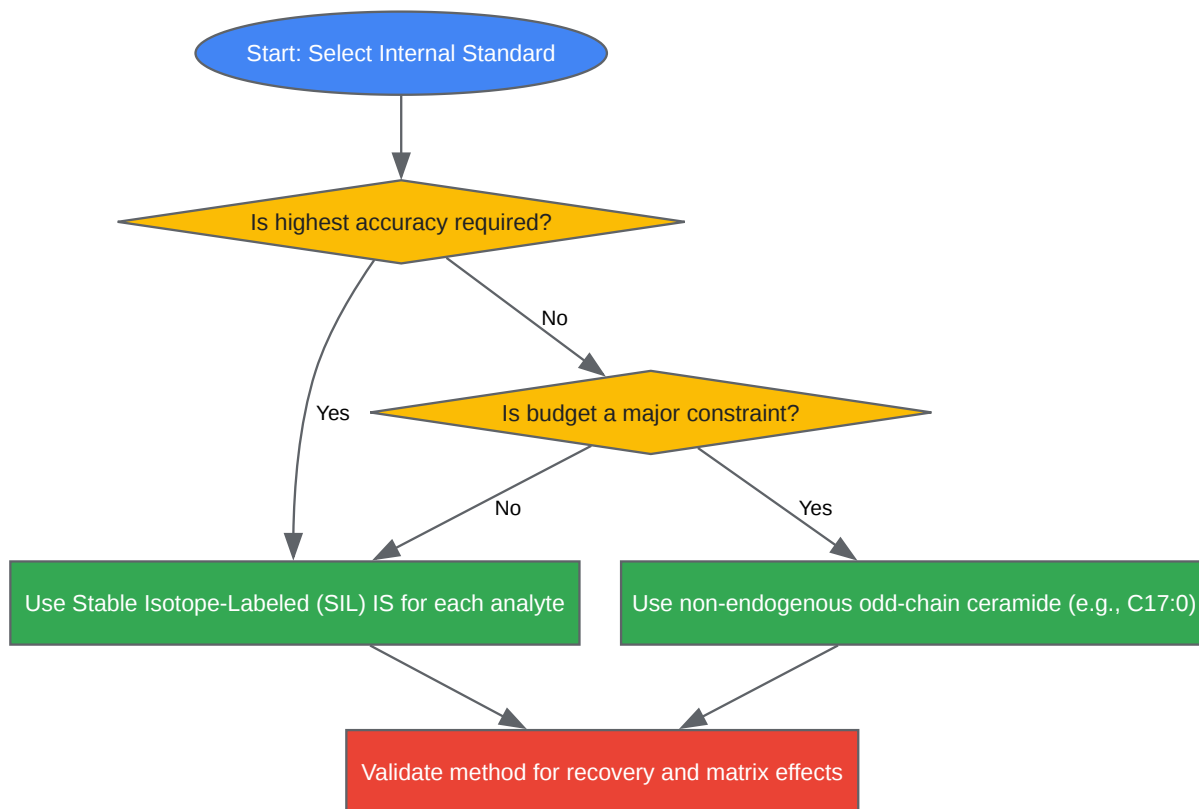 Start: Select Internal Standard
Is highest accuracy required?
No
Is budget a major constraint?
Yes
No
Yes
Use Stable Isotope-Labeled (SIL) IS for each analyte
Use non-endogenous odd-chain ceramide (e.g., C17:0)
Validate method for recovery and matrix effects